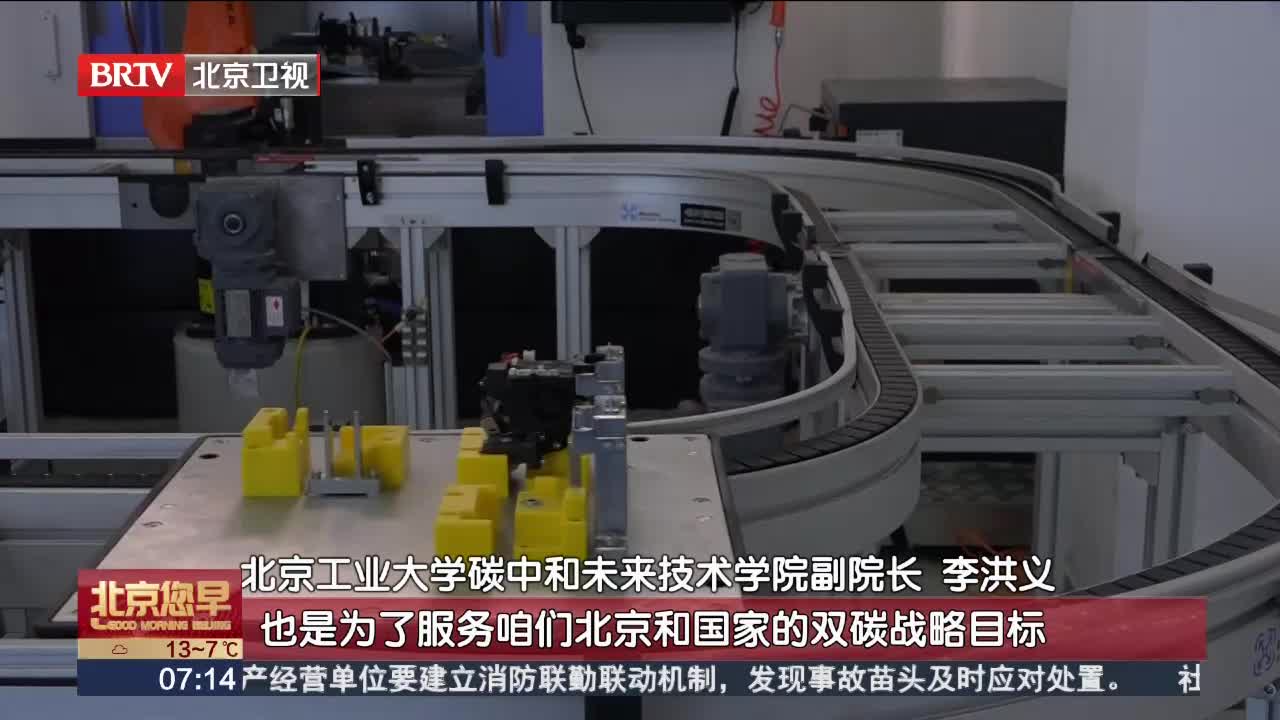 BRTV 北京卫视
北京工业大学碳中和未来技术学院副院长 李洪义
北京您早
GOOD MORNING BEIJING
也是为了服务咱们北京和国家的双碳战略目标
13~7℃
07:14 产经营单位要建立消防联勤联动机制，发现事故苗头及时应对处置。 社